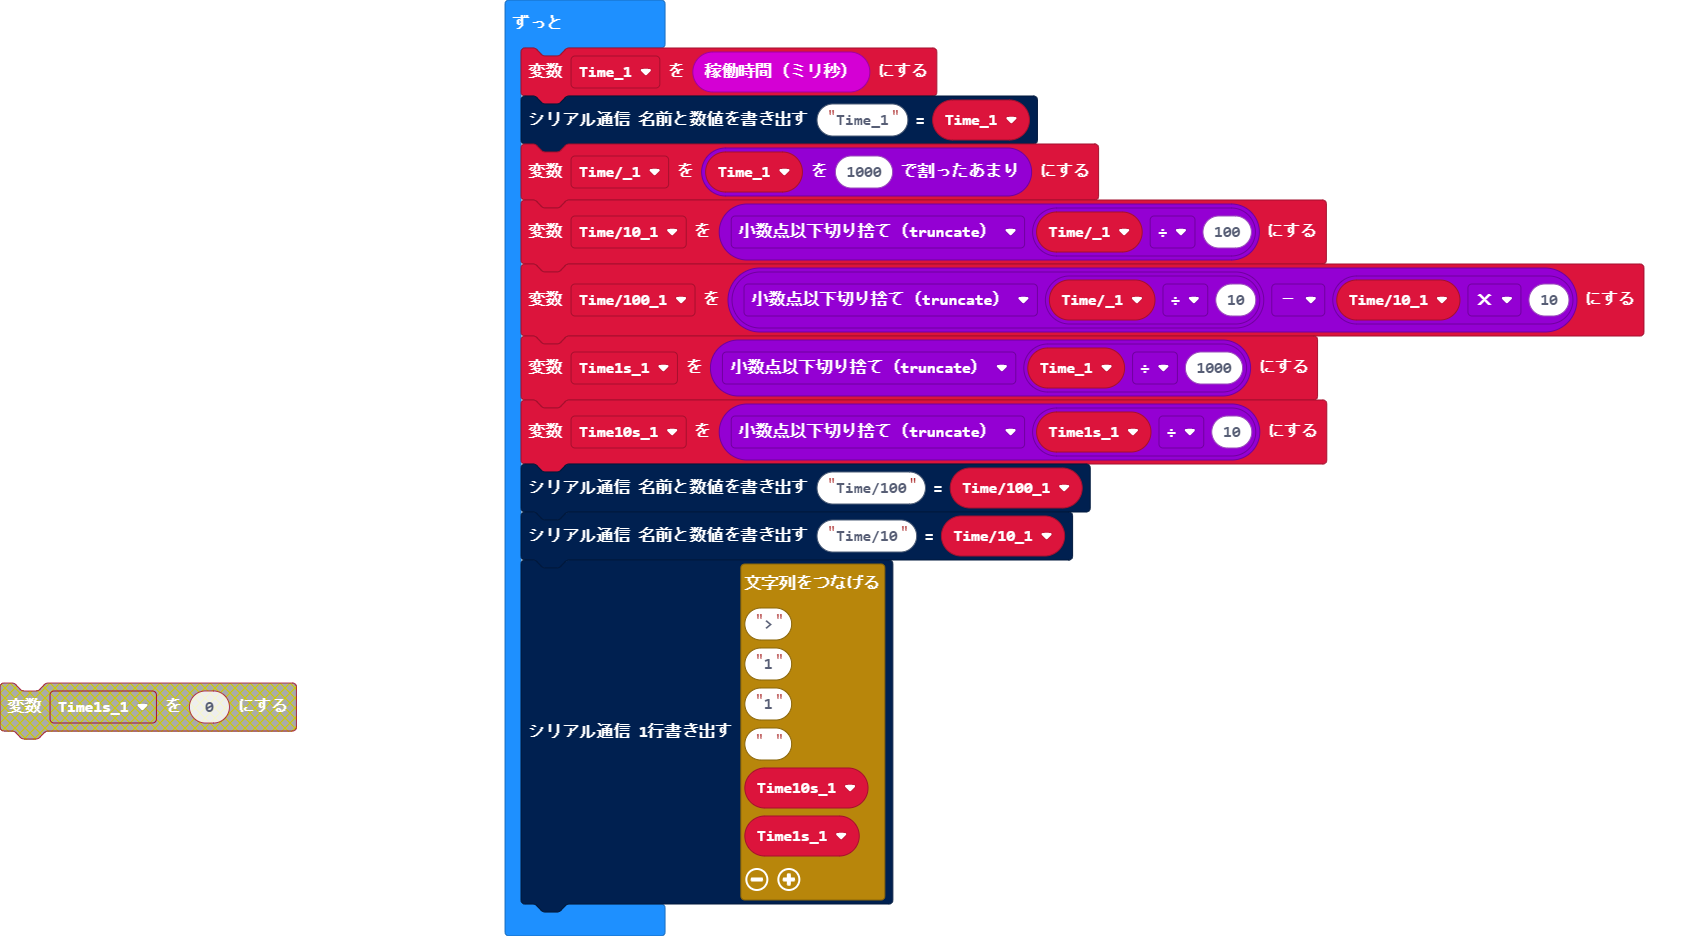 ずっと
変数 Time_1 を 稼働時間（ミリ秒） にする
シリアル通信 名前と数値を書き出す "Time_1" = Time_1
変数 Time/_1 を Time_1 を 1000 で割ったあまり にする
変数 Time/10_1 を 小数点以下切り捨て（truncate） Time/_1 ÷ 100 にする
変数 Time/100_1 を 小数点以下切り捨て（truncate） Time/_1 ÷ 10 - Time/10_1 × 10 にする
変数 Time1s_1 を 小数点以下切り捨て（truncate） Time_1 ÷ 1000 にする
変数 Time10s_1 を 小数点以下切り捨て（truncate） Time1s_1 ÷ 10 にする
シリアル通信 名前と数値を書き出す "Time/100" = Time/100_1
シリアル通信 名前と数値を書き出す "Time/10" = Time/10_1
シリアル通信 1行書き出す
文字列をつなげる
">"
"1"
"1"
" "
Time10s_1
Time1s_1
変数 Time1s_1 を 0 にする